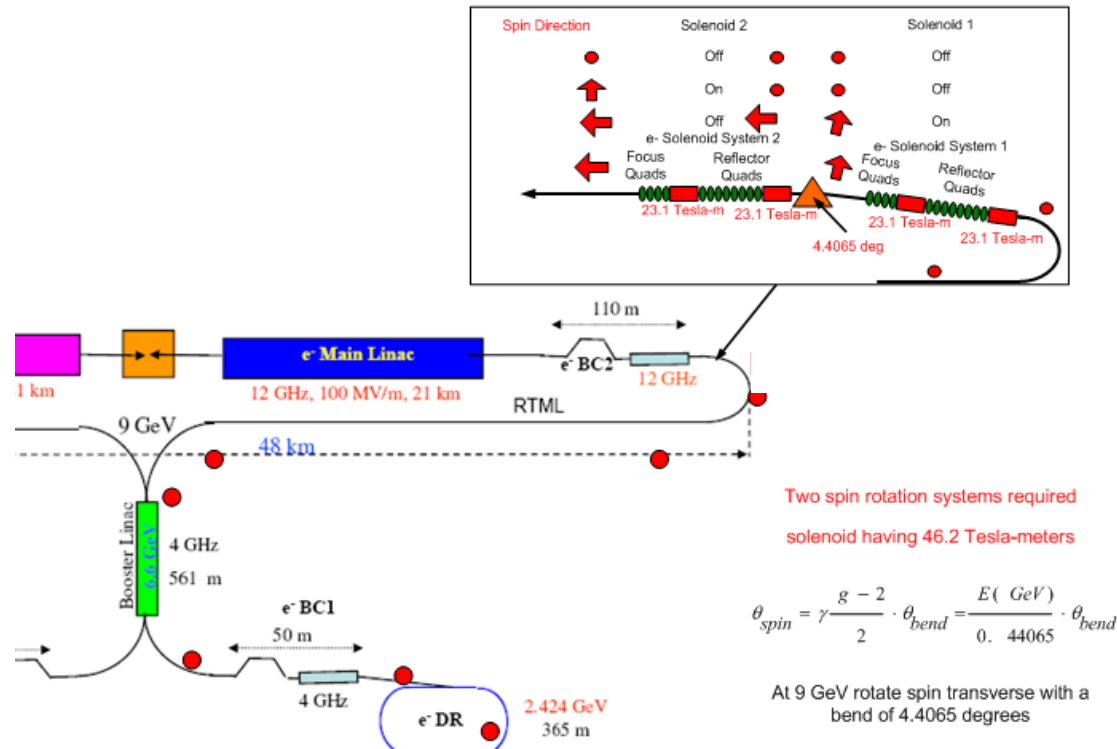 Spin Direction Solenoid 2 Solenoid 1
Off Off
On Off
Off On
e- Solenoid System 2
e- Solenoid System 1
Focus
Quads
Reflector
Quads
Focus
Quads
Reflector
Quads
23.1 Tesla-m
23.1 Tesla-m
23.1 Tesla-m
23.1 Tesla-m
4.4065 deg
110 m
e- Main Linac
e- BC2
12 GHz
1 km
12 GHz, 100 MV/m, 21 km
RTML
9 GeV
48 km
Booster Linac
6.6 GeV
4 GHz
561 m
e- BC1
50 m
4 GHz
e- DR
2.424 GeV
365 m
Two spin rotation systems required
solenoid having 46.2 Tesla-meters
θspin = γ g − 2 / 2 · θbend = E( GeV) / 0. 44065 · θbend
At 9 GeV rotate spin transverse with a
bend of 4.4065 degrees